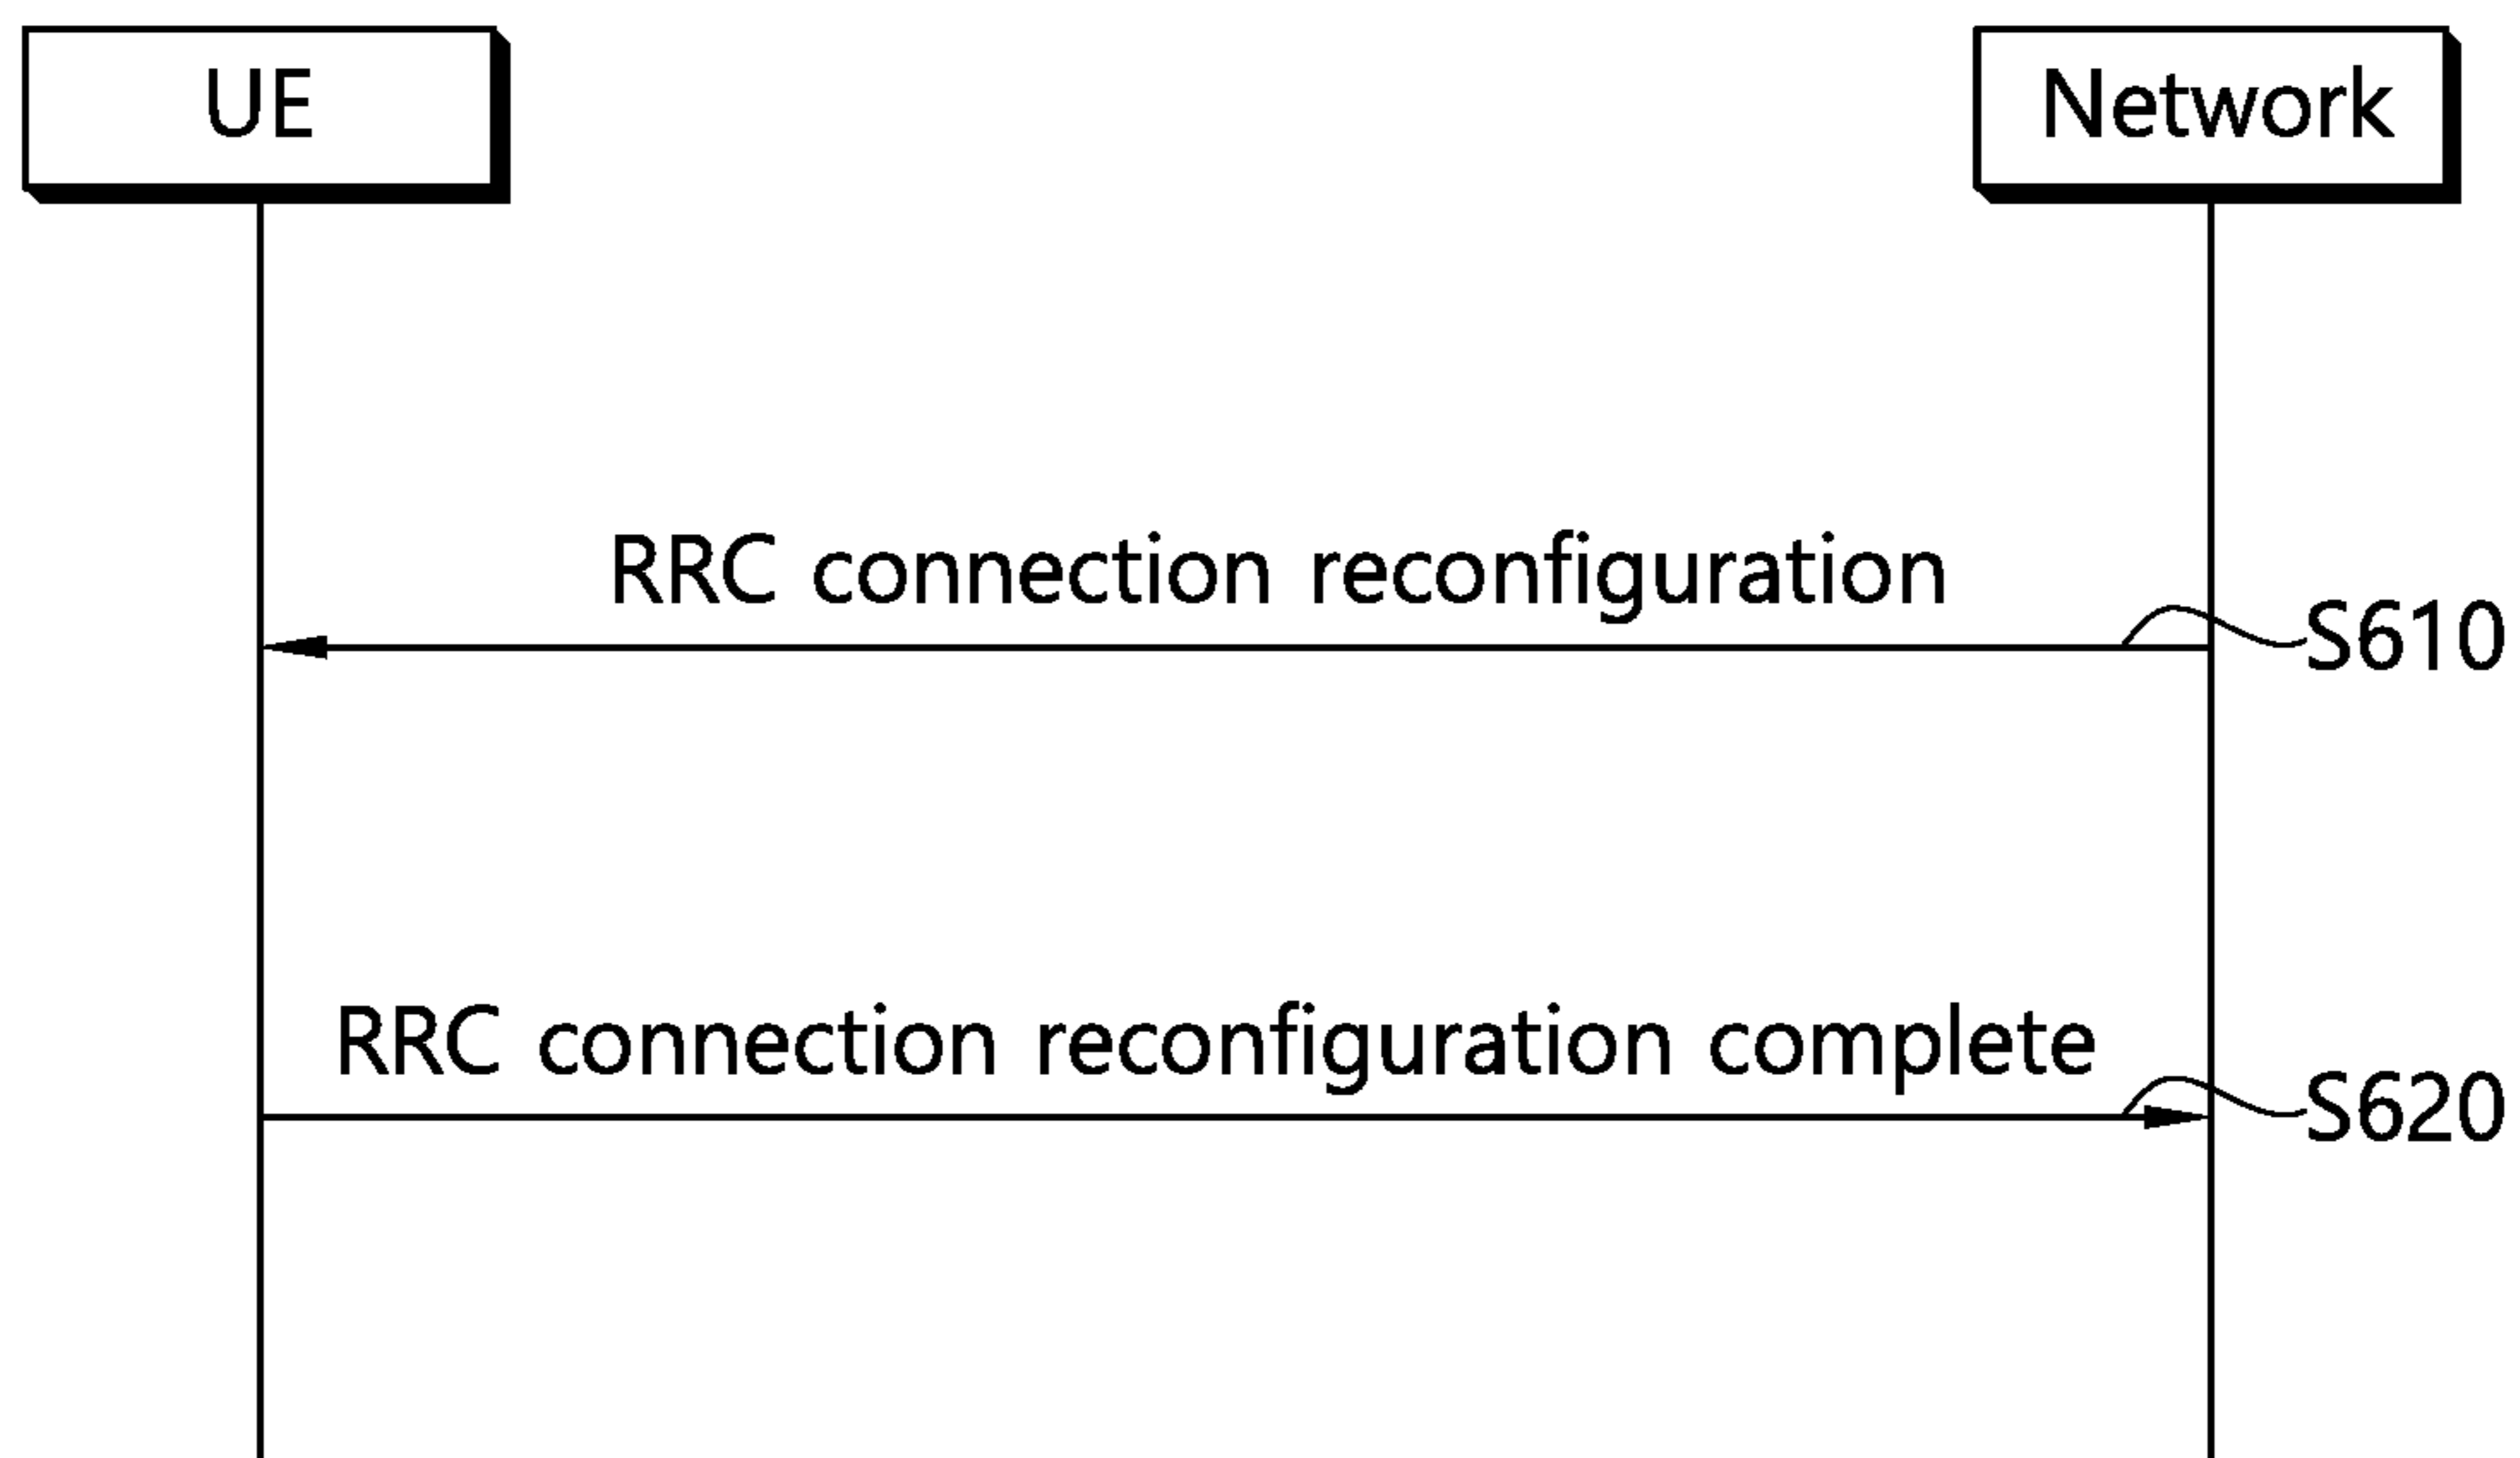 UE
Network
RRC connection reconfiguration
S610
RRC connection reconfiguration complete
S620